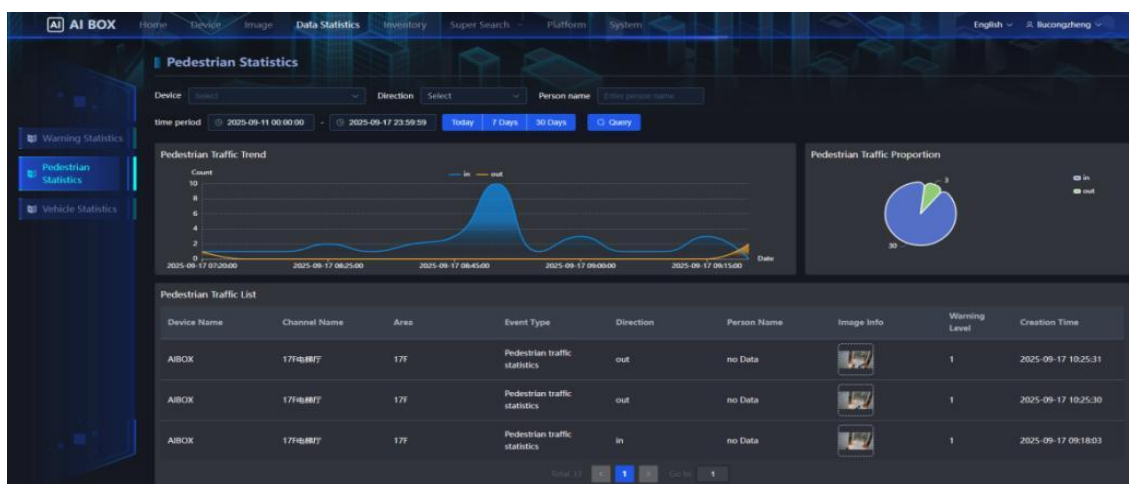 AI AI BOX Home Device Image Data Statistics Inventory Super Search Platform System English liucongzheng
Pedestrian Statistics
Device Select Direction Select Person name Enter person name
time period 2025-09-11 00:00:00 - 2025-09-17 23:59:59 Today 7 Days 30 Days Query
Warning Statistics
Pedestrian
Statistics
Vehicle Statistics
Pedestrian Traffic Trend
Count
in out
10
8
6
4
2
0
2025-09-17 07:20:00 2025-09-17 08:25:00 2025-09-17 08:45:00 2025-09-17 09:00:00 2025-09-17 09:15:00 Date
Pedestrian Traffic Proportion
in
out
3
30
Pedestrian Traffic List
Device Name Channel Name Area Event Type Direction Person Name Image Info Warning Level Creation Time
AIBOX 17F电梯厅 17F Pedestrian traffic statistics out no Data 1 2025-09-17 10:25:31
AIBOX 17F电梯厅 17F Pedestrian traffic statistics out no Data 1 2025-09-17 10:25:30
AIBOX 17F电梯厅 17F Pedestrian traffic statistics in no Data 1 2025-09-17 09:18:03
Total 33 < 1 > Go to 1